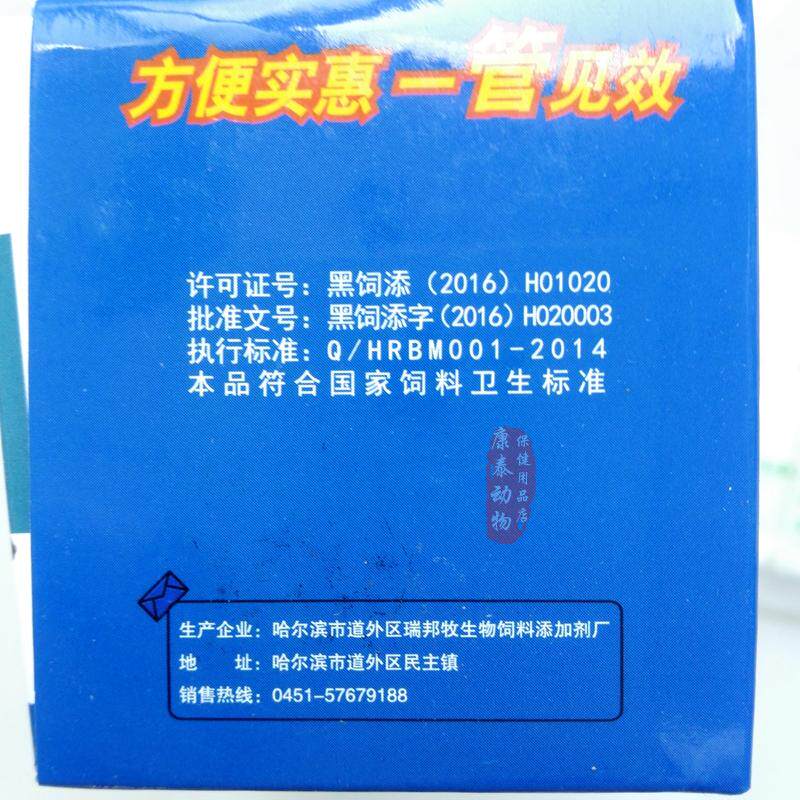 方便实惠 一管见效
许可证号：黑饲添（2016）H01020
批准文号：黑饲添字（2016）H020003
执行标准：Q/HRBM001-2014
本品符合国家饲料卫生标准
康泰动物
保健用品店
生产企业：哈尔滨市道外区瑞邦牧生物饲料添加剂厂
地 址：哈尔滨市道外区民主镇
销售热线：0451-57679188